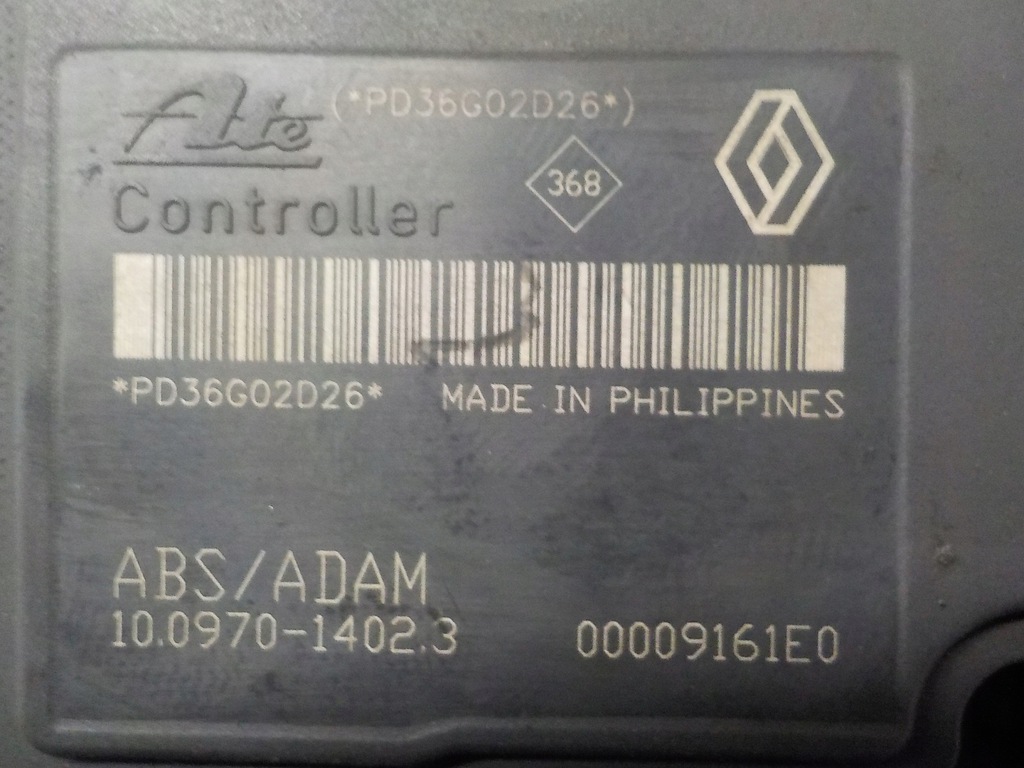 Ate (*PD36G02D26*)
368
Controller
*PD36G02D26* MADE IN PHILIPPINES
ABS/ADAM
10.0970-1402.3 00009161E0